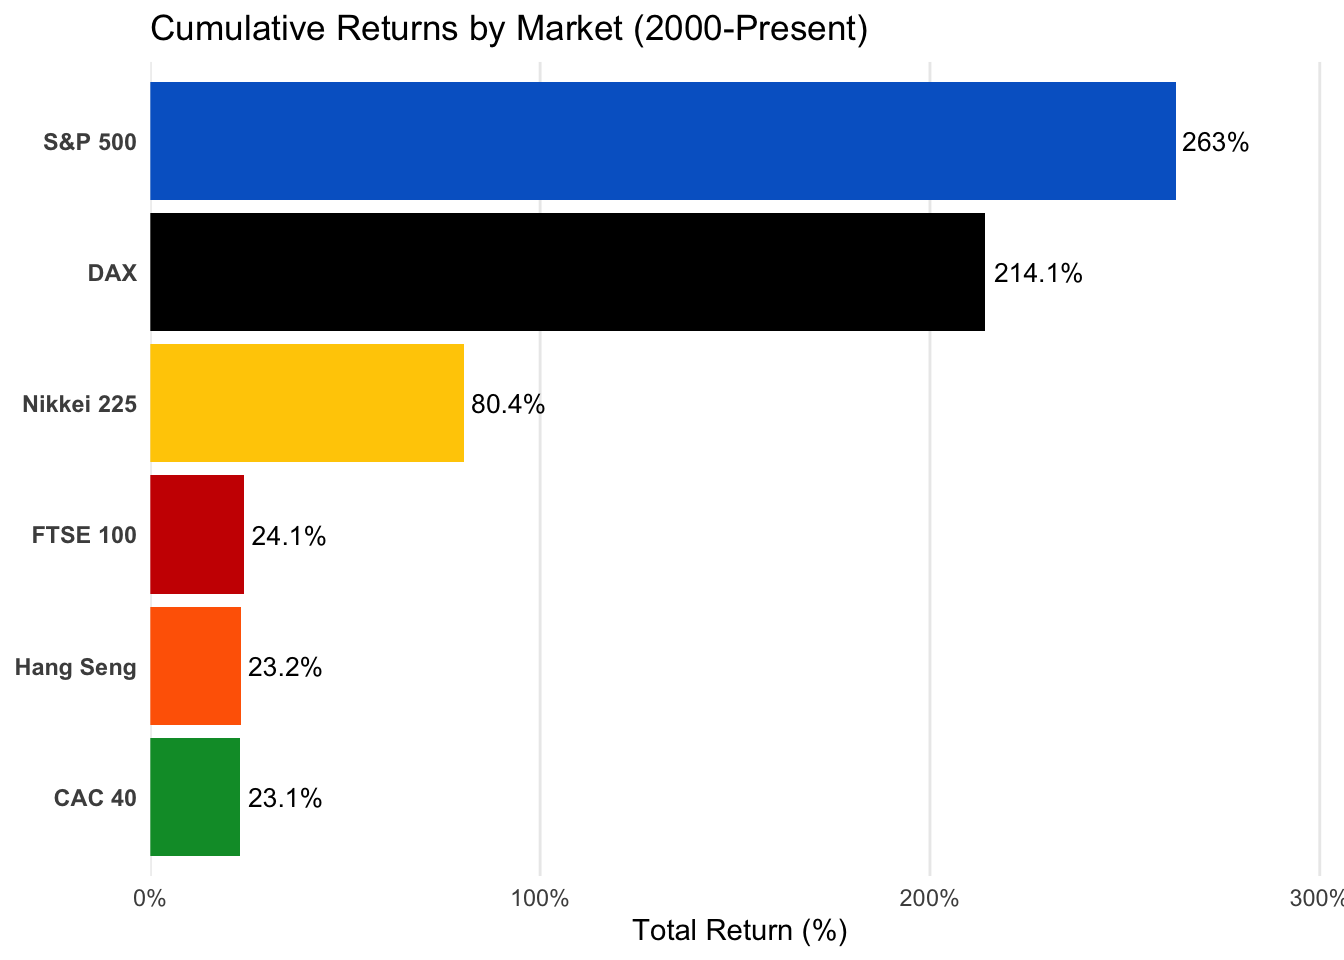 Cumulative Returns by Market (2000-Present)
S&P 500
263%
DAX
214.1%
Nikkei 225
80.4%
FTSE 100
24.1%
Hang Seng
23.2%
CAC 40
23.1%
0% 100% 200% 300%
Total Return (%)